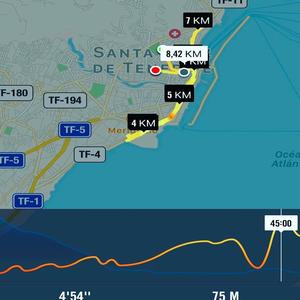 TF-11
7 KM
SANTA
8,42 KM
KM
DE TENE
TF-180
TF-194
5 KM
4 KM
TF-5
TF-4
TF-5
Océa
Atlán
TF-1
45:00
4'54''
75 M